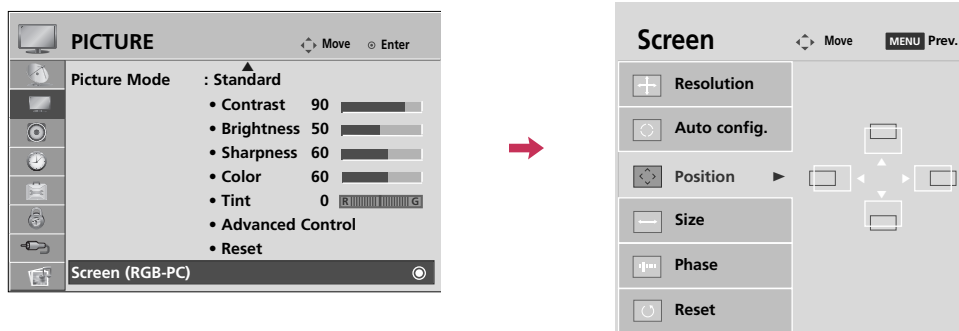 PICTURE Move Enter
Picture Mode : Standard
• Contrast 90
• Brightness 50
• Sharpness 60
• Color 60
• Tint 0 R G
• Advanced Control
• Reset
Screen (RGB-PC)
Screen Move MENU Prev.
Resolution
Auto config.
Position
Size
Phase
Reset